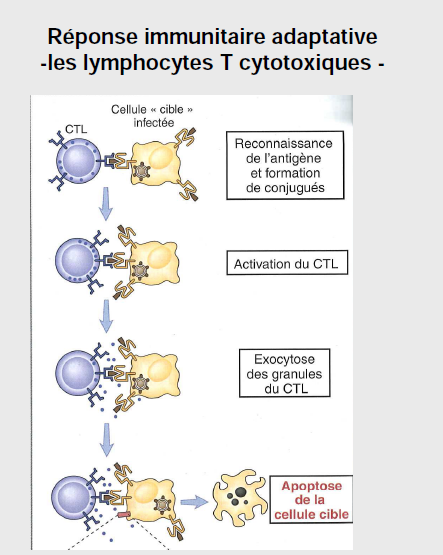 Réponse immunitaire adaptative
-les lymphocytes T cytotoxiques -
Cellule « cible »
infectée
CTL
Reconnaissance
de l'antigène
et formation
de conjugués
Activation du CTL
Exocytose
des granules
du CTL
Apoptose
de la
cellule cible